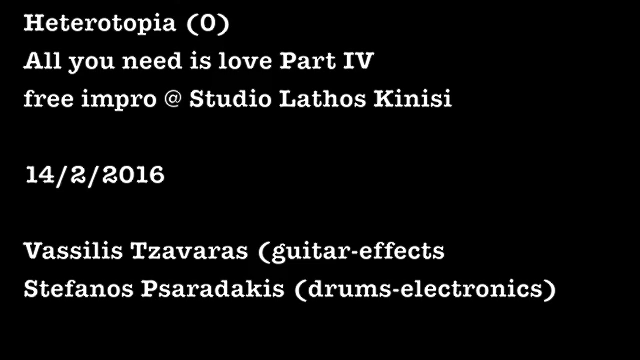 Heterotopia (0)
All you need is love Part IV
free impro @ Studio Lathos Kinisi
14/2/2016
Vassilis Tzavaras (guitar-effects
Stefanos Psaradakis (drums-electronics)